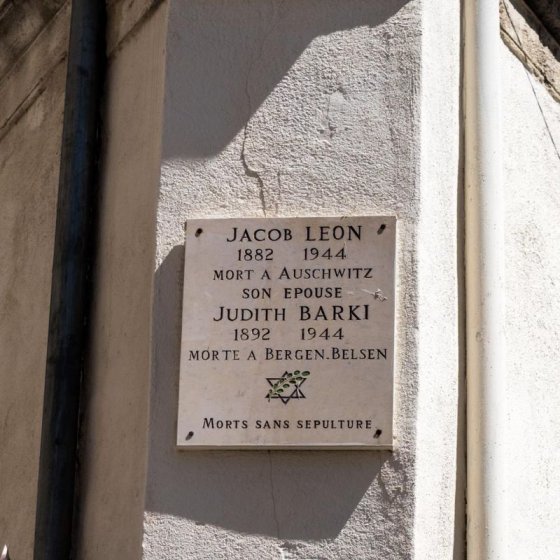 JACOB LEON
1882 1944
MORT A AUSCHWITZ
SON EPOUSE
JUDITH BARKI
1892 1944
MORTE A BERGEN.BELSEN
MORTS SANS SEPULTURE